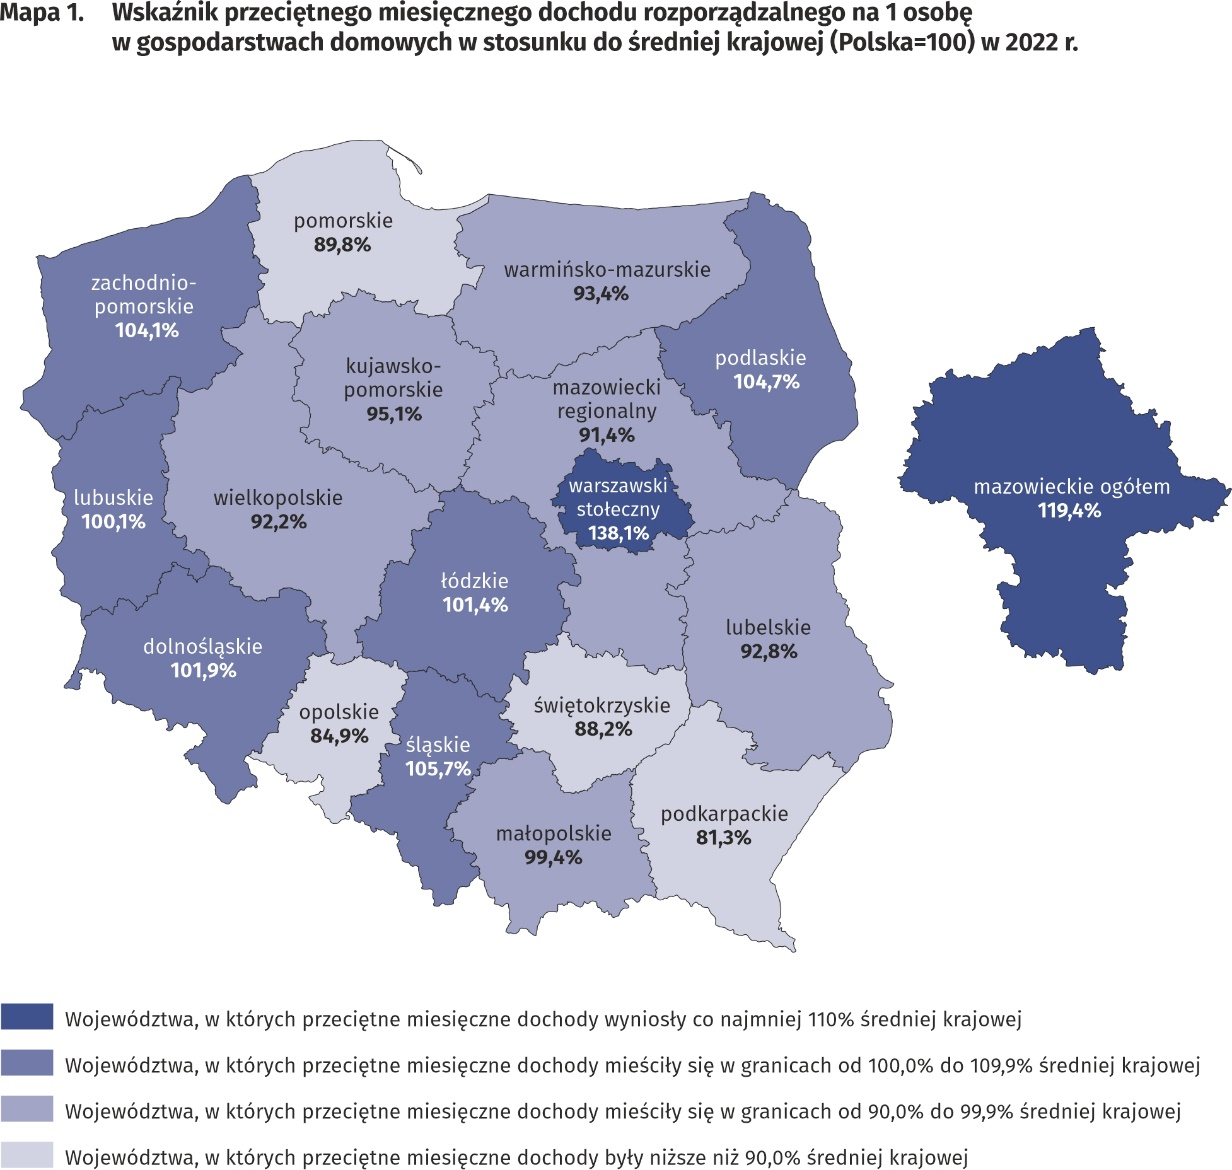 Mapa 1. Wskaźnik przeciętnego miesięcznego dochodu rozporządzalnego na 1 osobę
w gospodarstwach domowych w stosunku do średniej krajowej (Polska=100) w 2022 r.
pomorskie
89,8%
warmińsko-mazurskie
93,4%
zachodnio-
pomorskie
104,1%
podlaskie
104,7%
kujawsko-
pomorskie
95,1%
mazowiecki
regionalny
91,4%
warszawski
stołeczny
138,1%
mazowieckie ogółem
119,4%
lubuskie
100,1%
wielkopolskie
92,2%
łódzkie
101,4%
lubelskie
92,8%
dolnośląskie
101,9%
opolskie
84,9%
śląskie
105,7%
świętokrzyskie
88,2%
małopolskie
99,4%
podkarpackie
81,3%
Województwa, w których przeciętne miesięczne dochody wyniosły co najmniej 110% średniej krajowej
Województwa, w których przeciętne miesięczne dochody mieściły się w granicach od 100,0% do 109,9% średniej krajowej
Województwa, w których przeciętne miesięczne dochody mieściły się w granicach od 90,0% do 99,9% średniej krajowej
Województwa, w których przeciętne miesięczne dochody były niższe niż 90,0% średniej krajowej